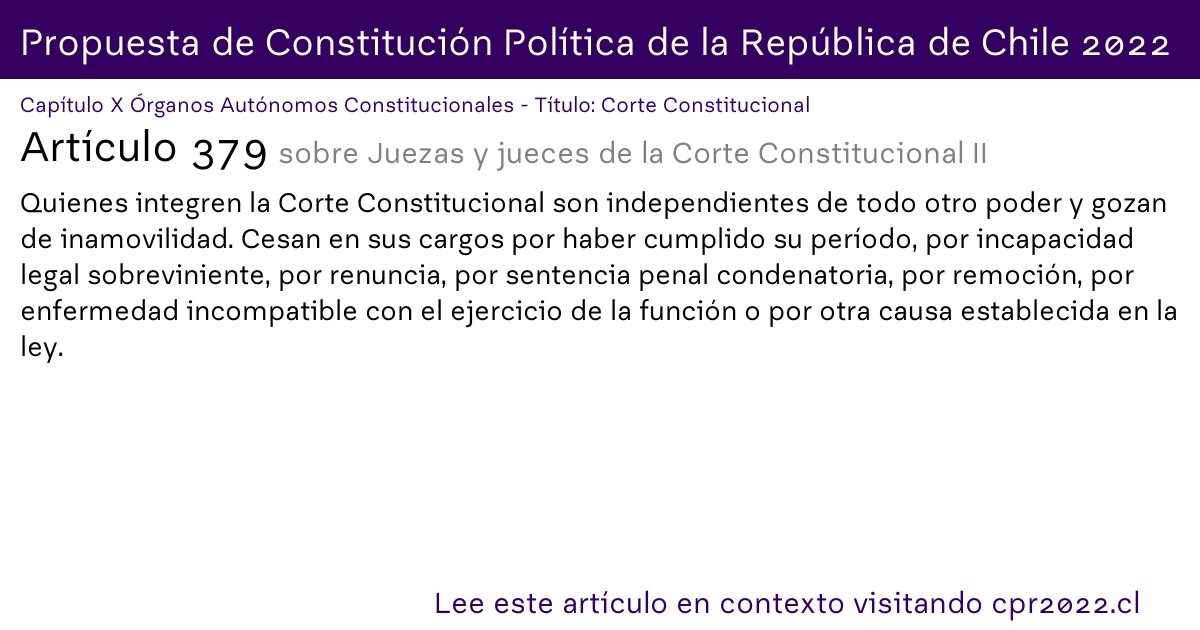 Propuesta de Constitución Política de la República de Chile 2022
Capítulo X Órganos Autónomos Constitucionales - Título: Corte Constitucional
Artículo 379 sobre Juezas y jueces de la Corte Constitucional II
Quienes integren la Corte Constitucional son independientes de todo otro poder y gozan
de inamovilidad. Cesan en sus cargos por haber cumplido su período, por incapacidad
legal sobreviniente, por renuncia, por sentencia penal condenatoria, por remoción, por
enfermedad incompatible con el ejercicio de la función o por otra causa establecida en la
ley.
Lee este artículo en contexto visitando cpr2022.cl